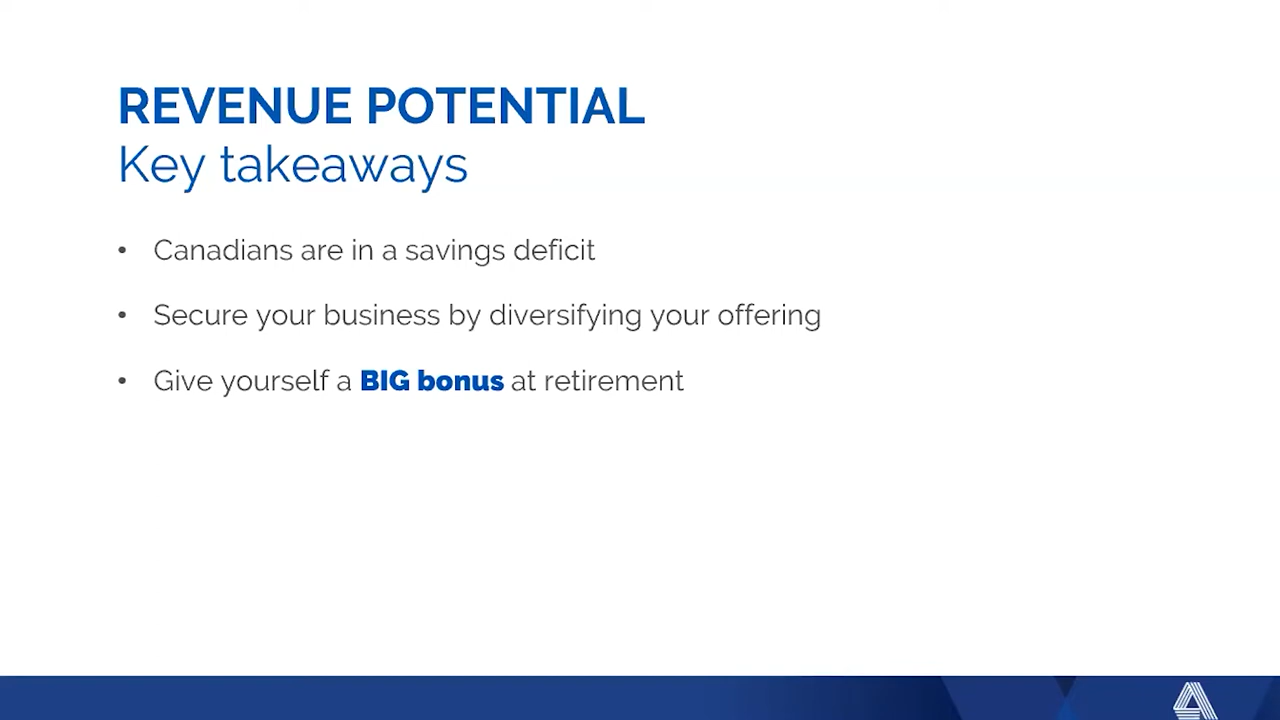 REVENUE POTENTIAL
Key takeaways
• Canadians are in a savings deficit
• Secure your business by diversifying your offering
• Give yourself a BIG bonus at retirement